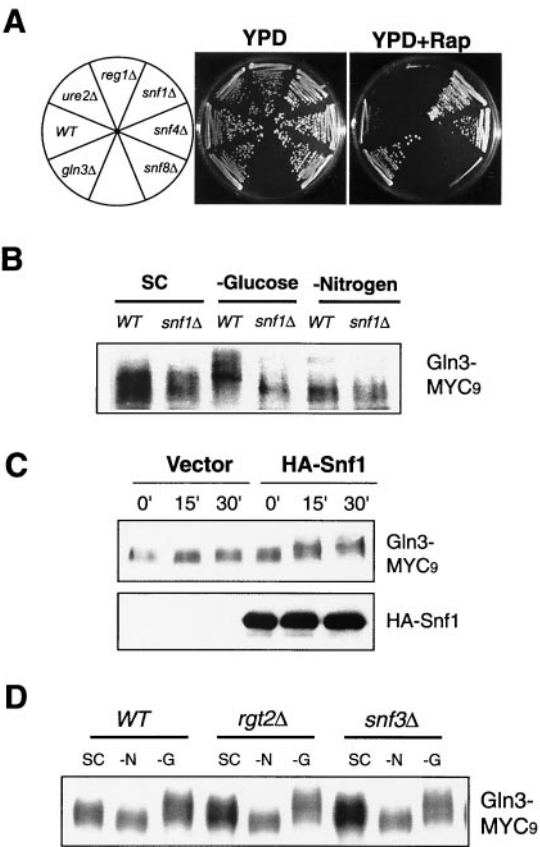 A
YPD YPD+Rap
reg1Δ
ure2Δ snf1Δ
WT snf4Δ
gln3Δ snf8Δ
B
SC -Glucose -Nitrogen
WT snf1Δ WT snf1Δ WT snf1Δ
Gln3-
MYC9
C
Vector HA-Snf1
0' 15' 30' 0' 15' 30'
Gln3-
MYC9
HA-Snf1
D
WT rgt2Δ snf3Δ
SC -N -G SC -N -G SC -N -G
Gln3-
MYC9